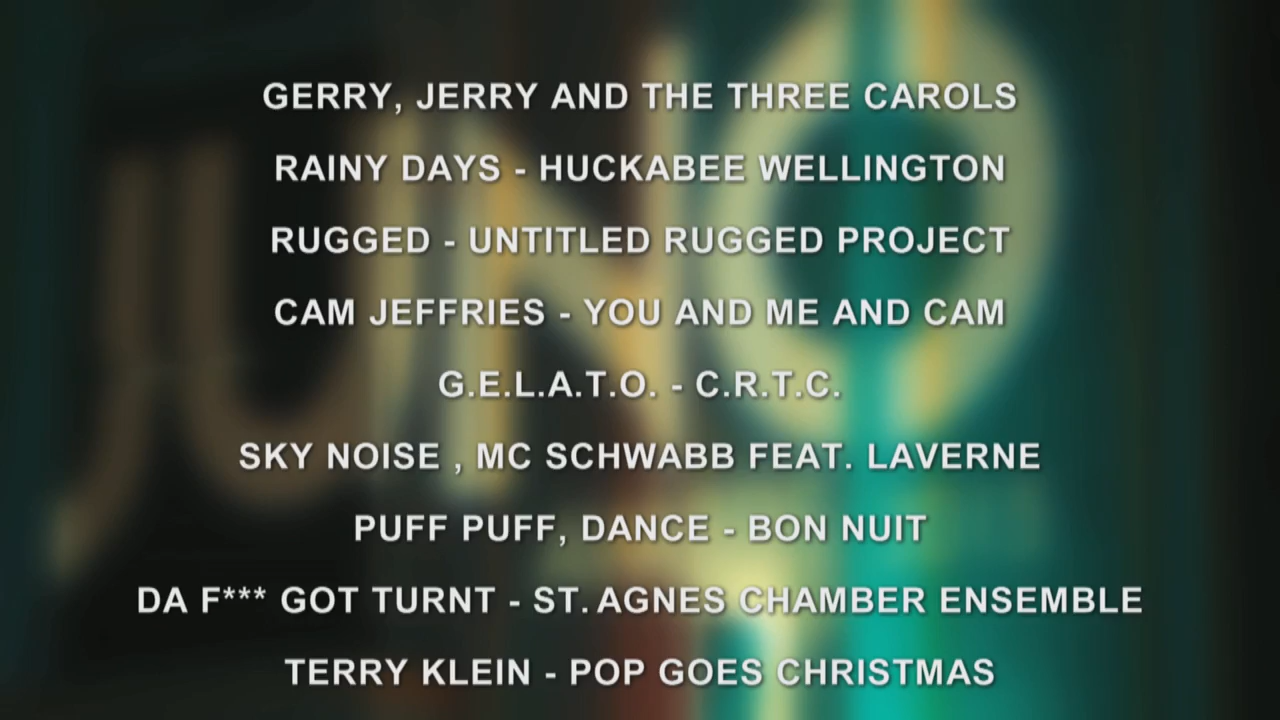 GERRY, JERRY AND THE THREE CAROLS
RAINY DAYS - HUCKABEE WELLINGTON
RUGGED - UNTITLED RUGGED PROJECT
CAM JEFFRIES - YOU AND ME AND CAM
G.E.L.A.T.O. - C.R.T.C.
SKY NOISE , MC SCHWABB FEAT. LAVERNE
PUFF PUFF, DANCE - BON NUIT
DA F*** GOT TURNT - ST. AGNES CHAMBER ENSEMBLE
TERRY KLEIN - POP GOES CHRISTMAS
JUNO